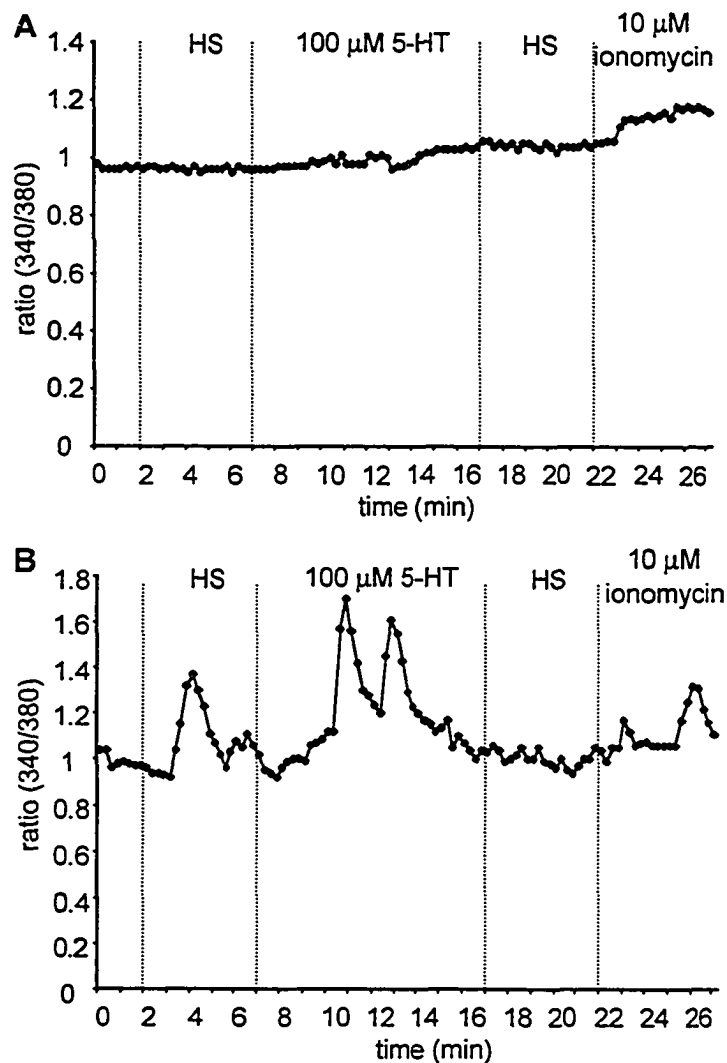 A
HS
100 μM 5-HT
HS
10 μM
ionomycin
1.4
1.2
1
0.8
0.6
0.4
0.2
0
ratio (340/380)
0 2 4 6 8 10 12 14 16 18 20 22 24 26
time (min)
B
HS
100 μM 5-HT
HS
10 μM
ionomycin
1.8
1.6
1.4
1.2
1
0.8
0.6
0.4
0.2
0
ratio (340/380)
0 2 4 6 8 10 12 14 16 18 20 22 24 26
time (min)